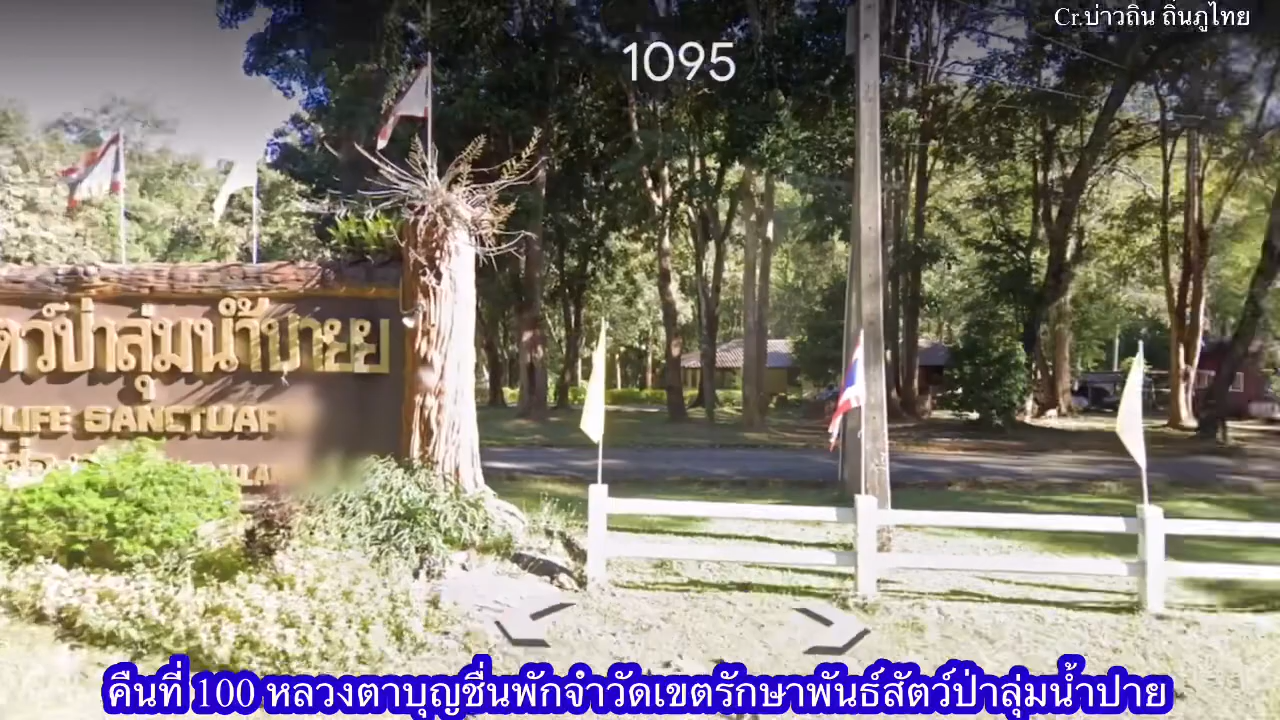 Cr.บ่าวถิน ถิ่นภูไทย
1095
ตว์ป่าลุ่มน้ำปาย
LIFE SANCTUAR
คืนที่ 100 หลวงตาบุญชื่นพักจำวัดเขตรักษาพันธ์สัตว์ป่าลุ่มน้ำปาย